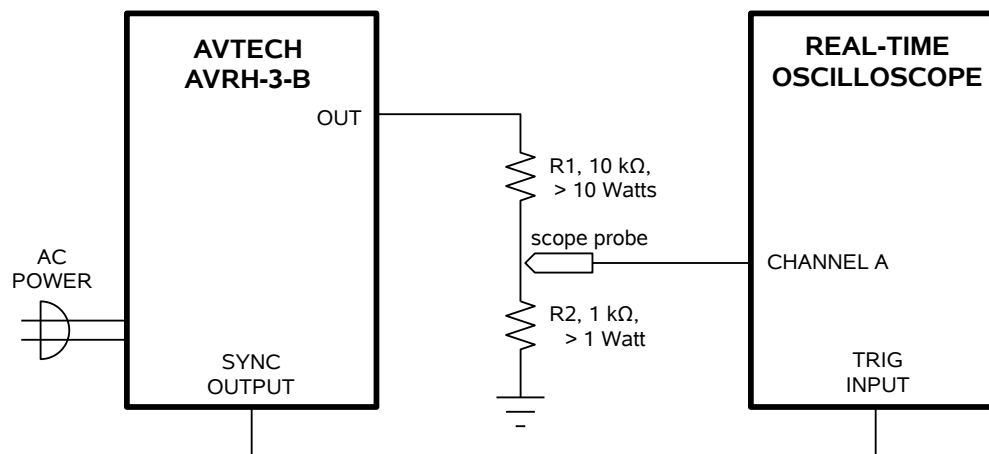 AVTECH
AVRH-3-B
OUT
SYNC
OUTPUT
AC
POWER
R1, 10 kΩ,
> 10 Watts
scope probe
R2, 1 kΩ,
> 1 Watt
REAL-TIME
OSCILLOSCOPE
CHANNEL A
TRIG
INPUT